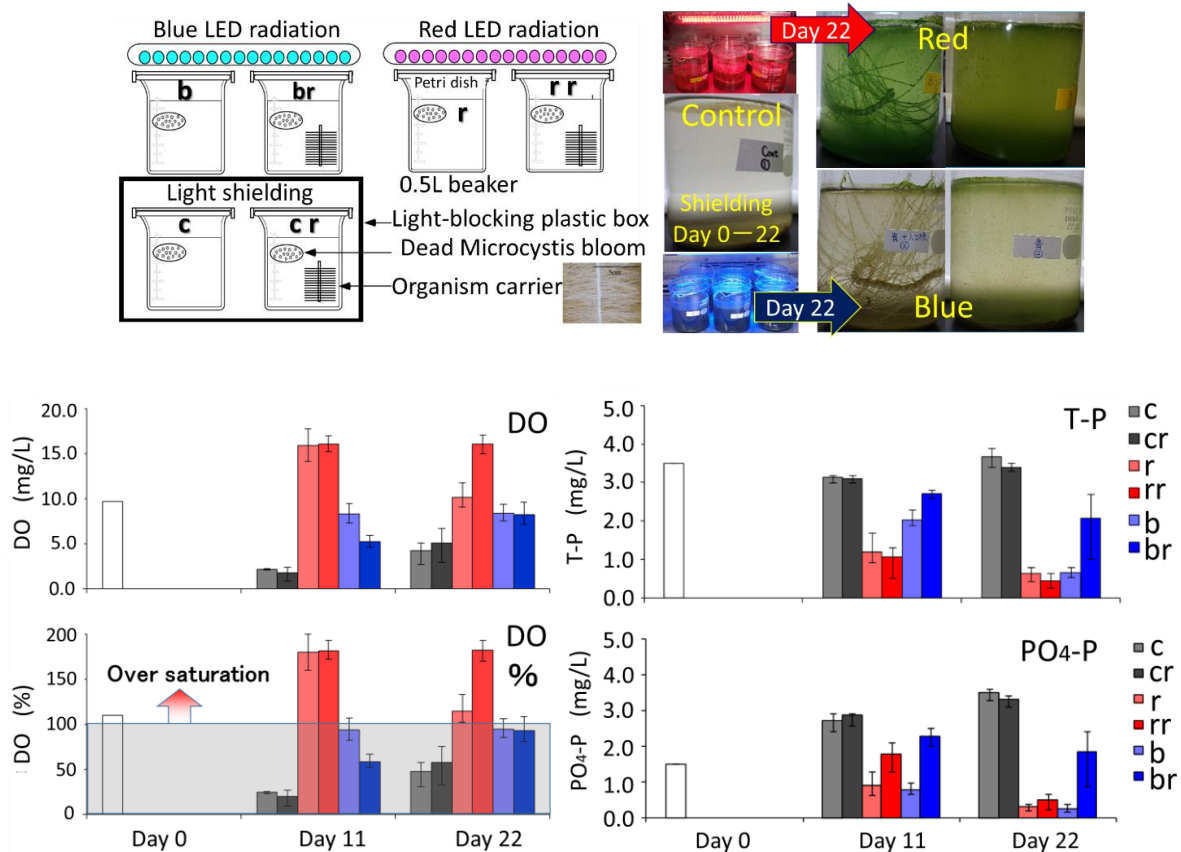 Blue LED radiation
Red LED radiation
b
br
Petri dish
r
r r
0.5L beaker
Light shielding
c
c r
Light-blocking plastic box
Dead Microcystis bloom
Organism carrier
5cm
Day 22
Red
Control
Cont
①
Shielding
Day 0－22
Day 22
Blue
DO
DO (mg/L)
20.0
15.0
10.0
5.0
0.0
T-P
T-P (mg/L)
5.0
4.0
3.0
2.0
1.0
0.0
c
cr
r
rr
b
br
DO
%
Over saturation
DO (%)
200
150
100
50
0
Day 0
Day 11
Day 22
PO4-P
PO4-P (mg/L)
5.0
4.0
3.0
2.0
1.0
0.0
c
cr
r
rr
b
br
Day 0
Day 11
Day 22